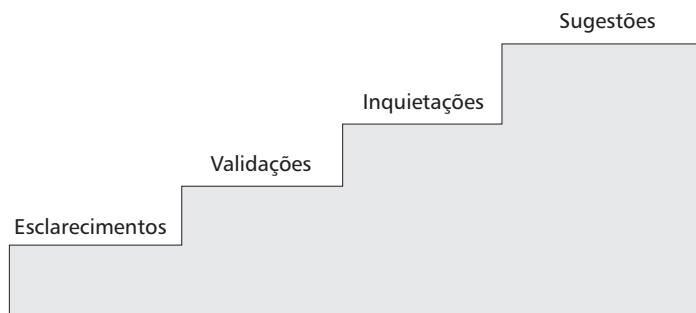 Sugestões
Inquietações
Validações
Esclarecimentos